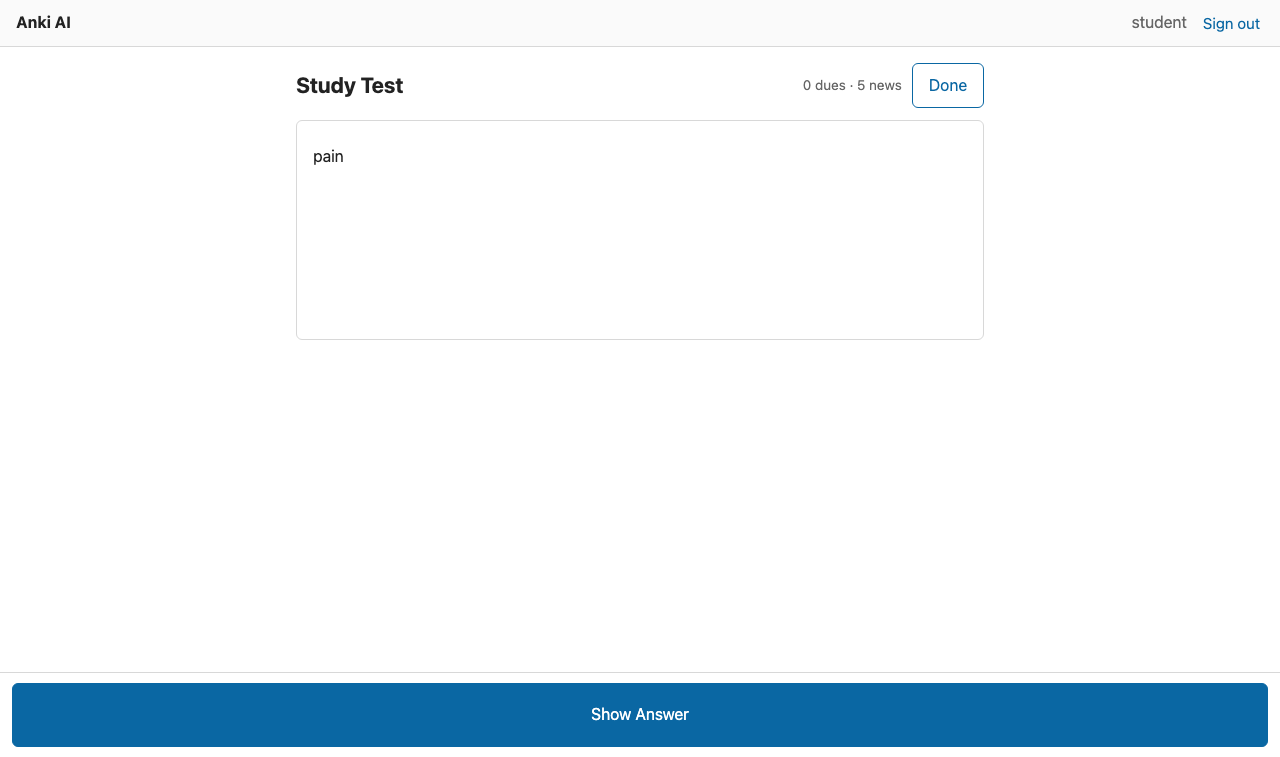 Anki AI
student
Sign out
Study Test
0 dues · 5 news
Done
pain
Show Answer